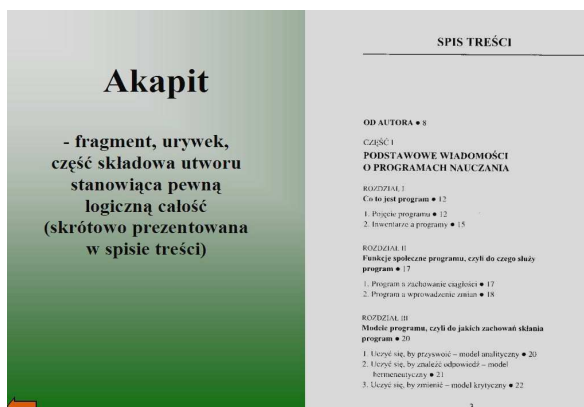 Akapit
- fragment, urywek,
część składowa utworu
stanowiąca pewną
logiczną całość
(skrótowo prezentowana
w spisie treści)
SPIS TREŚCI
OD AUTORA ● 8
CZĘŚĆ I
PODSTAWOWE WIADOMOŚCI
O PROGRAMACH NAUCZANIA
ROZDZIAŁ I
Co to jest program ● 12
1. Pojęcie programu ● 12
2. Inwentarze a programy ● 15
ROZDZIAŁ II
Funkcje społeczne programu, czyli do czego służy
program ● 17
1. Program a zachowanie ciągłości ● 17
2. Program a wprowadzenie zmian ● 18
ROZDZIAŁ III
Modele programu, czyli do jakich zachowań skłania
program ● 20
1. Uczyć się, by przyswoić – model analityczny ● 20
2. Uczyć się, by znaleźć odpowiedź – model
hermeneutyczny ● 21
3. Uczyć się, by zmienić – model krytyczny ● 22
3